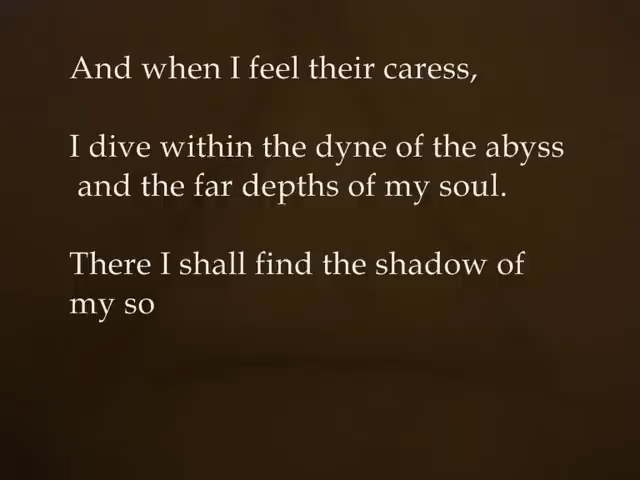 And when I feel their caress,
I dive within the dyne of the abyss
and the far depths of my soul.
There I shall find the shadow of
my so